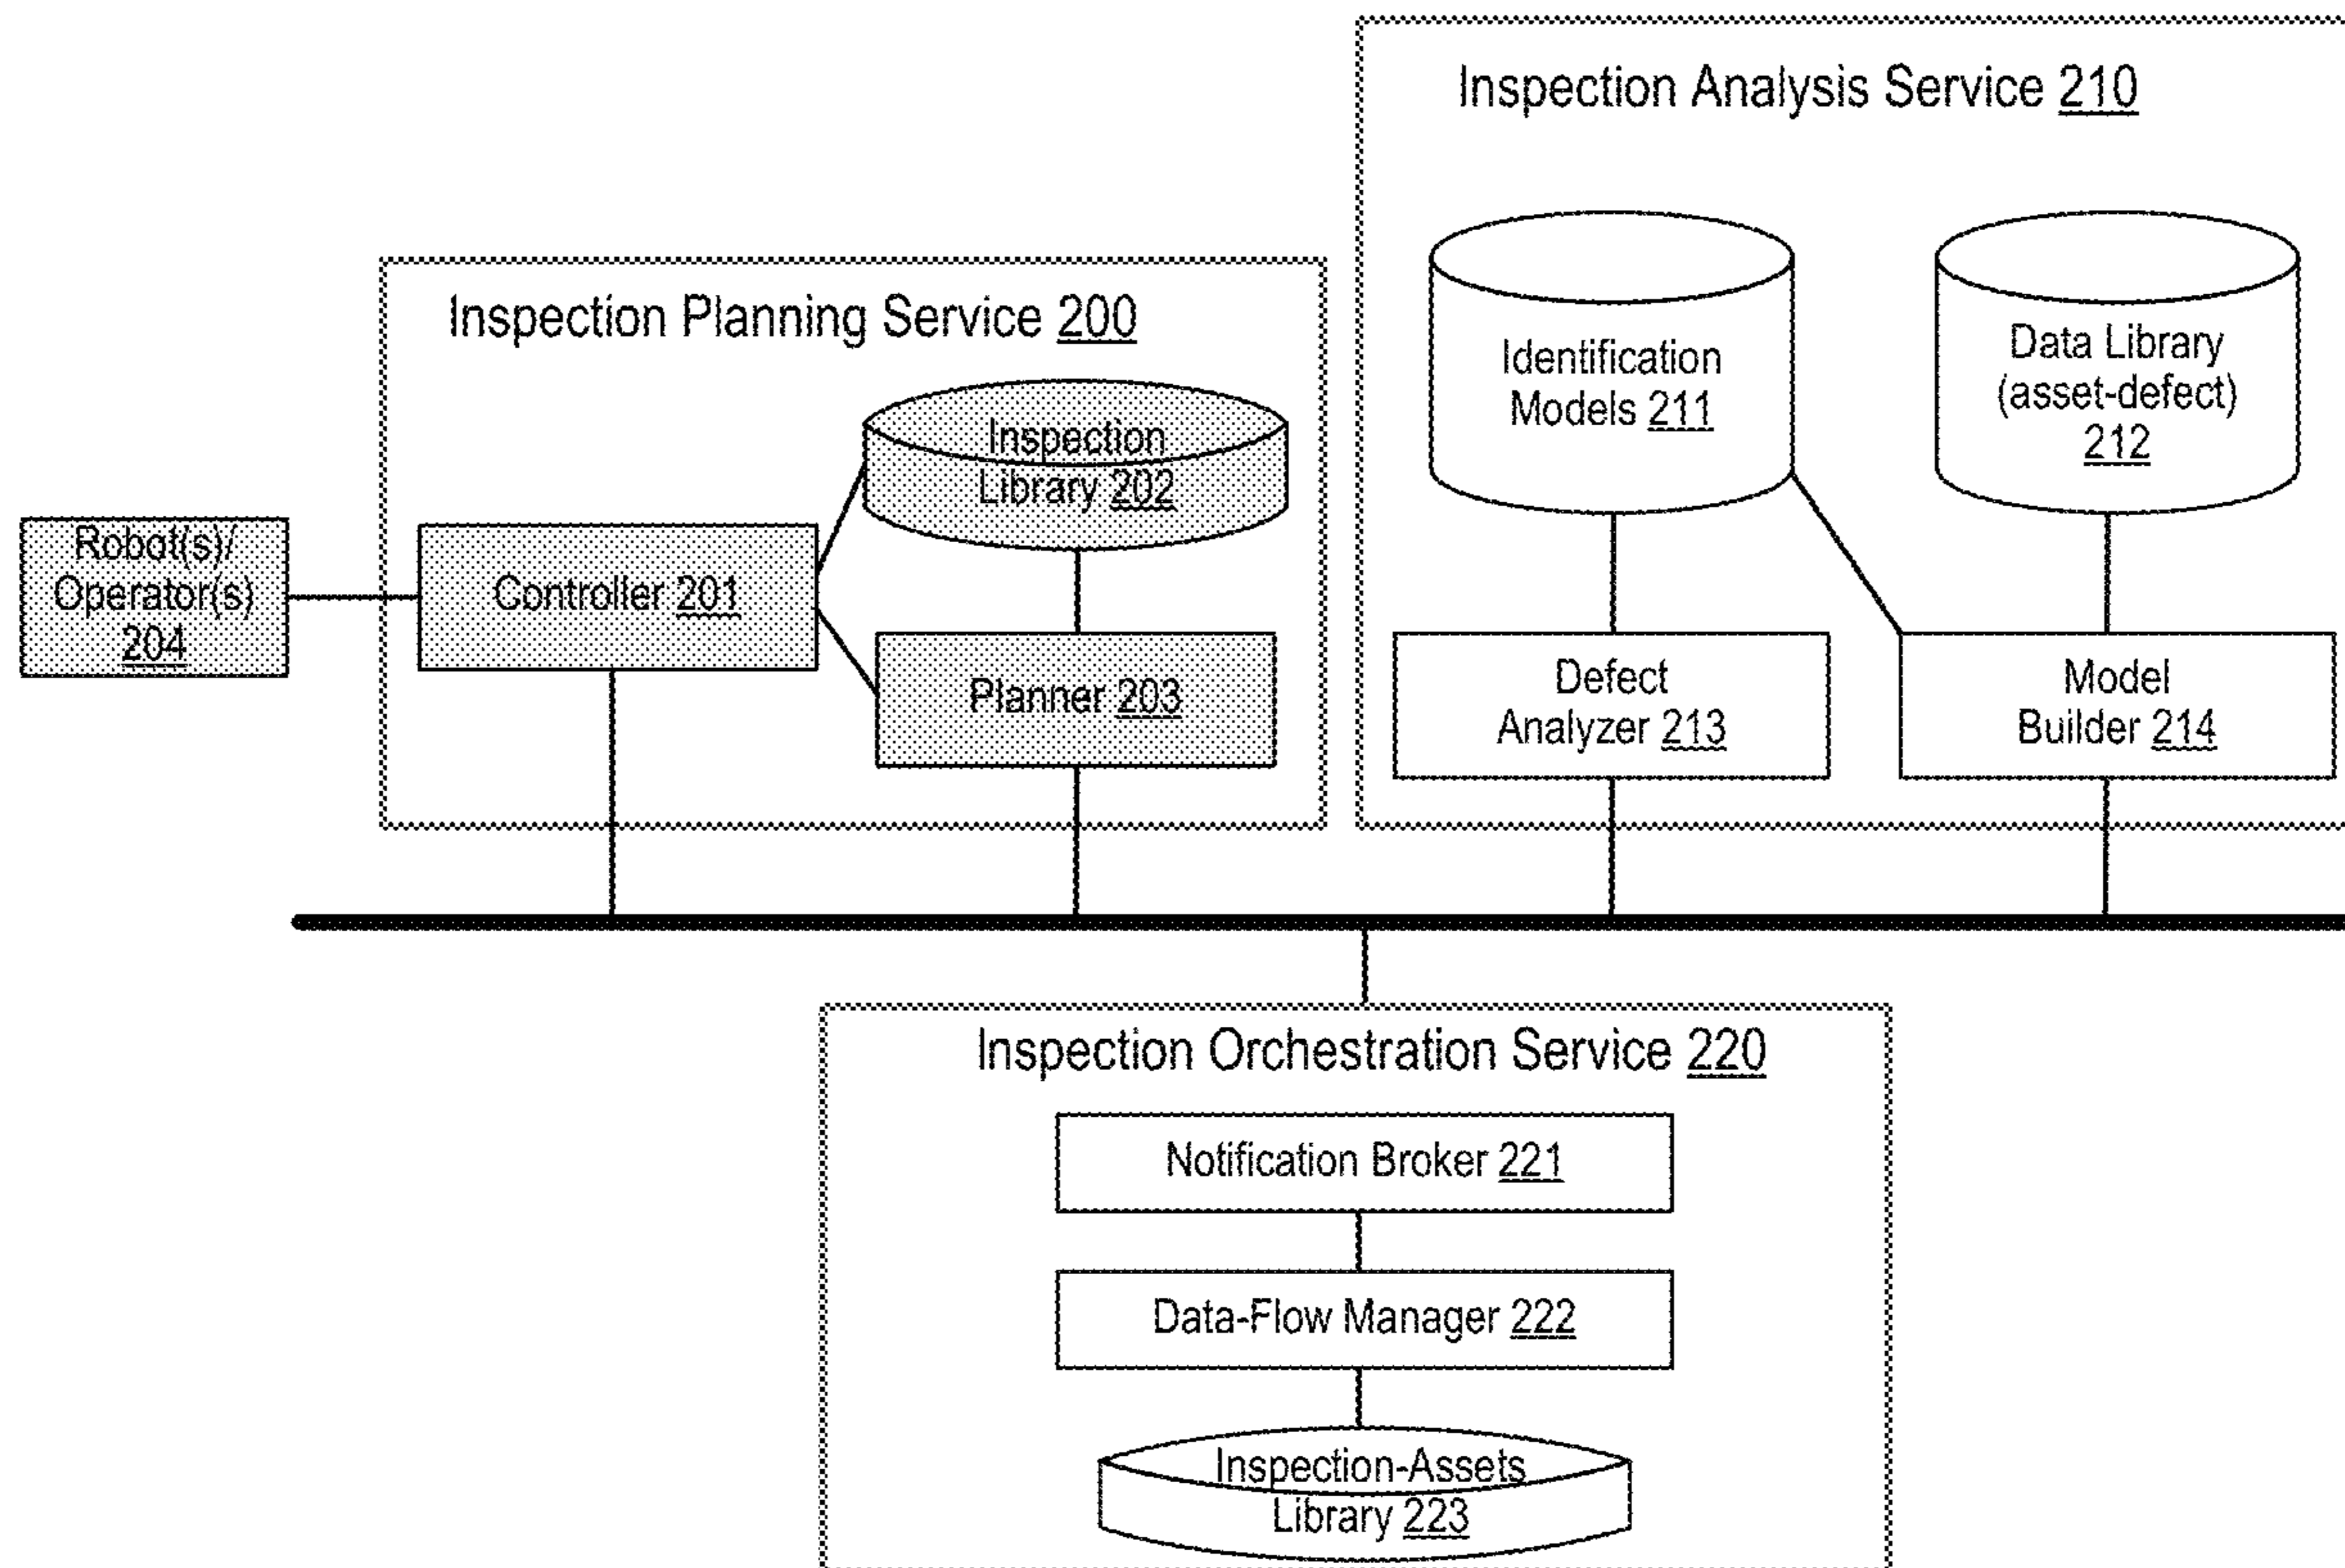 Inspection Analysis Service 210
Identification
Models 211
Data Library
(asset-defect)
212
Defect
Analyzer 213
Model
Builder 214
Inspection Planning Service 200
Inspection
Library 202
Robot(s)/
Operator(s)
204
Controller 201
Planner 203
Inspection Orchestration Service 220
Notification Broker 221
Data-Flow Manager 222
Inspection-Assets
Library 223